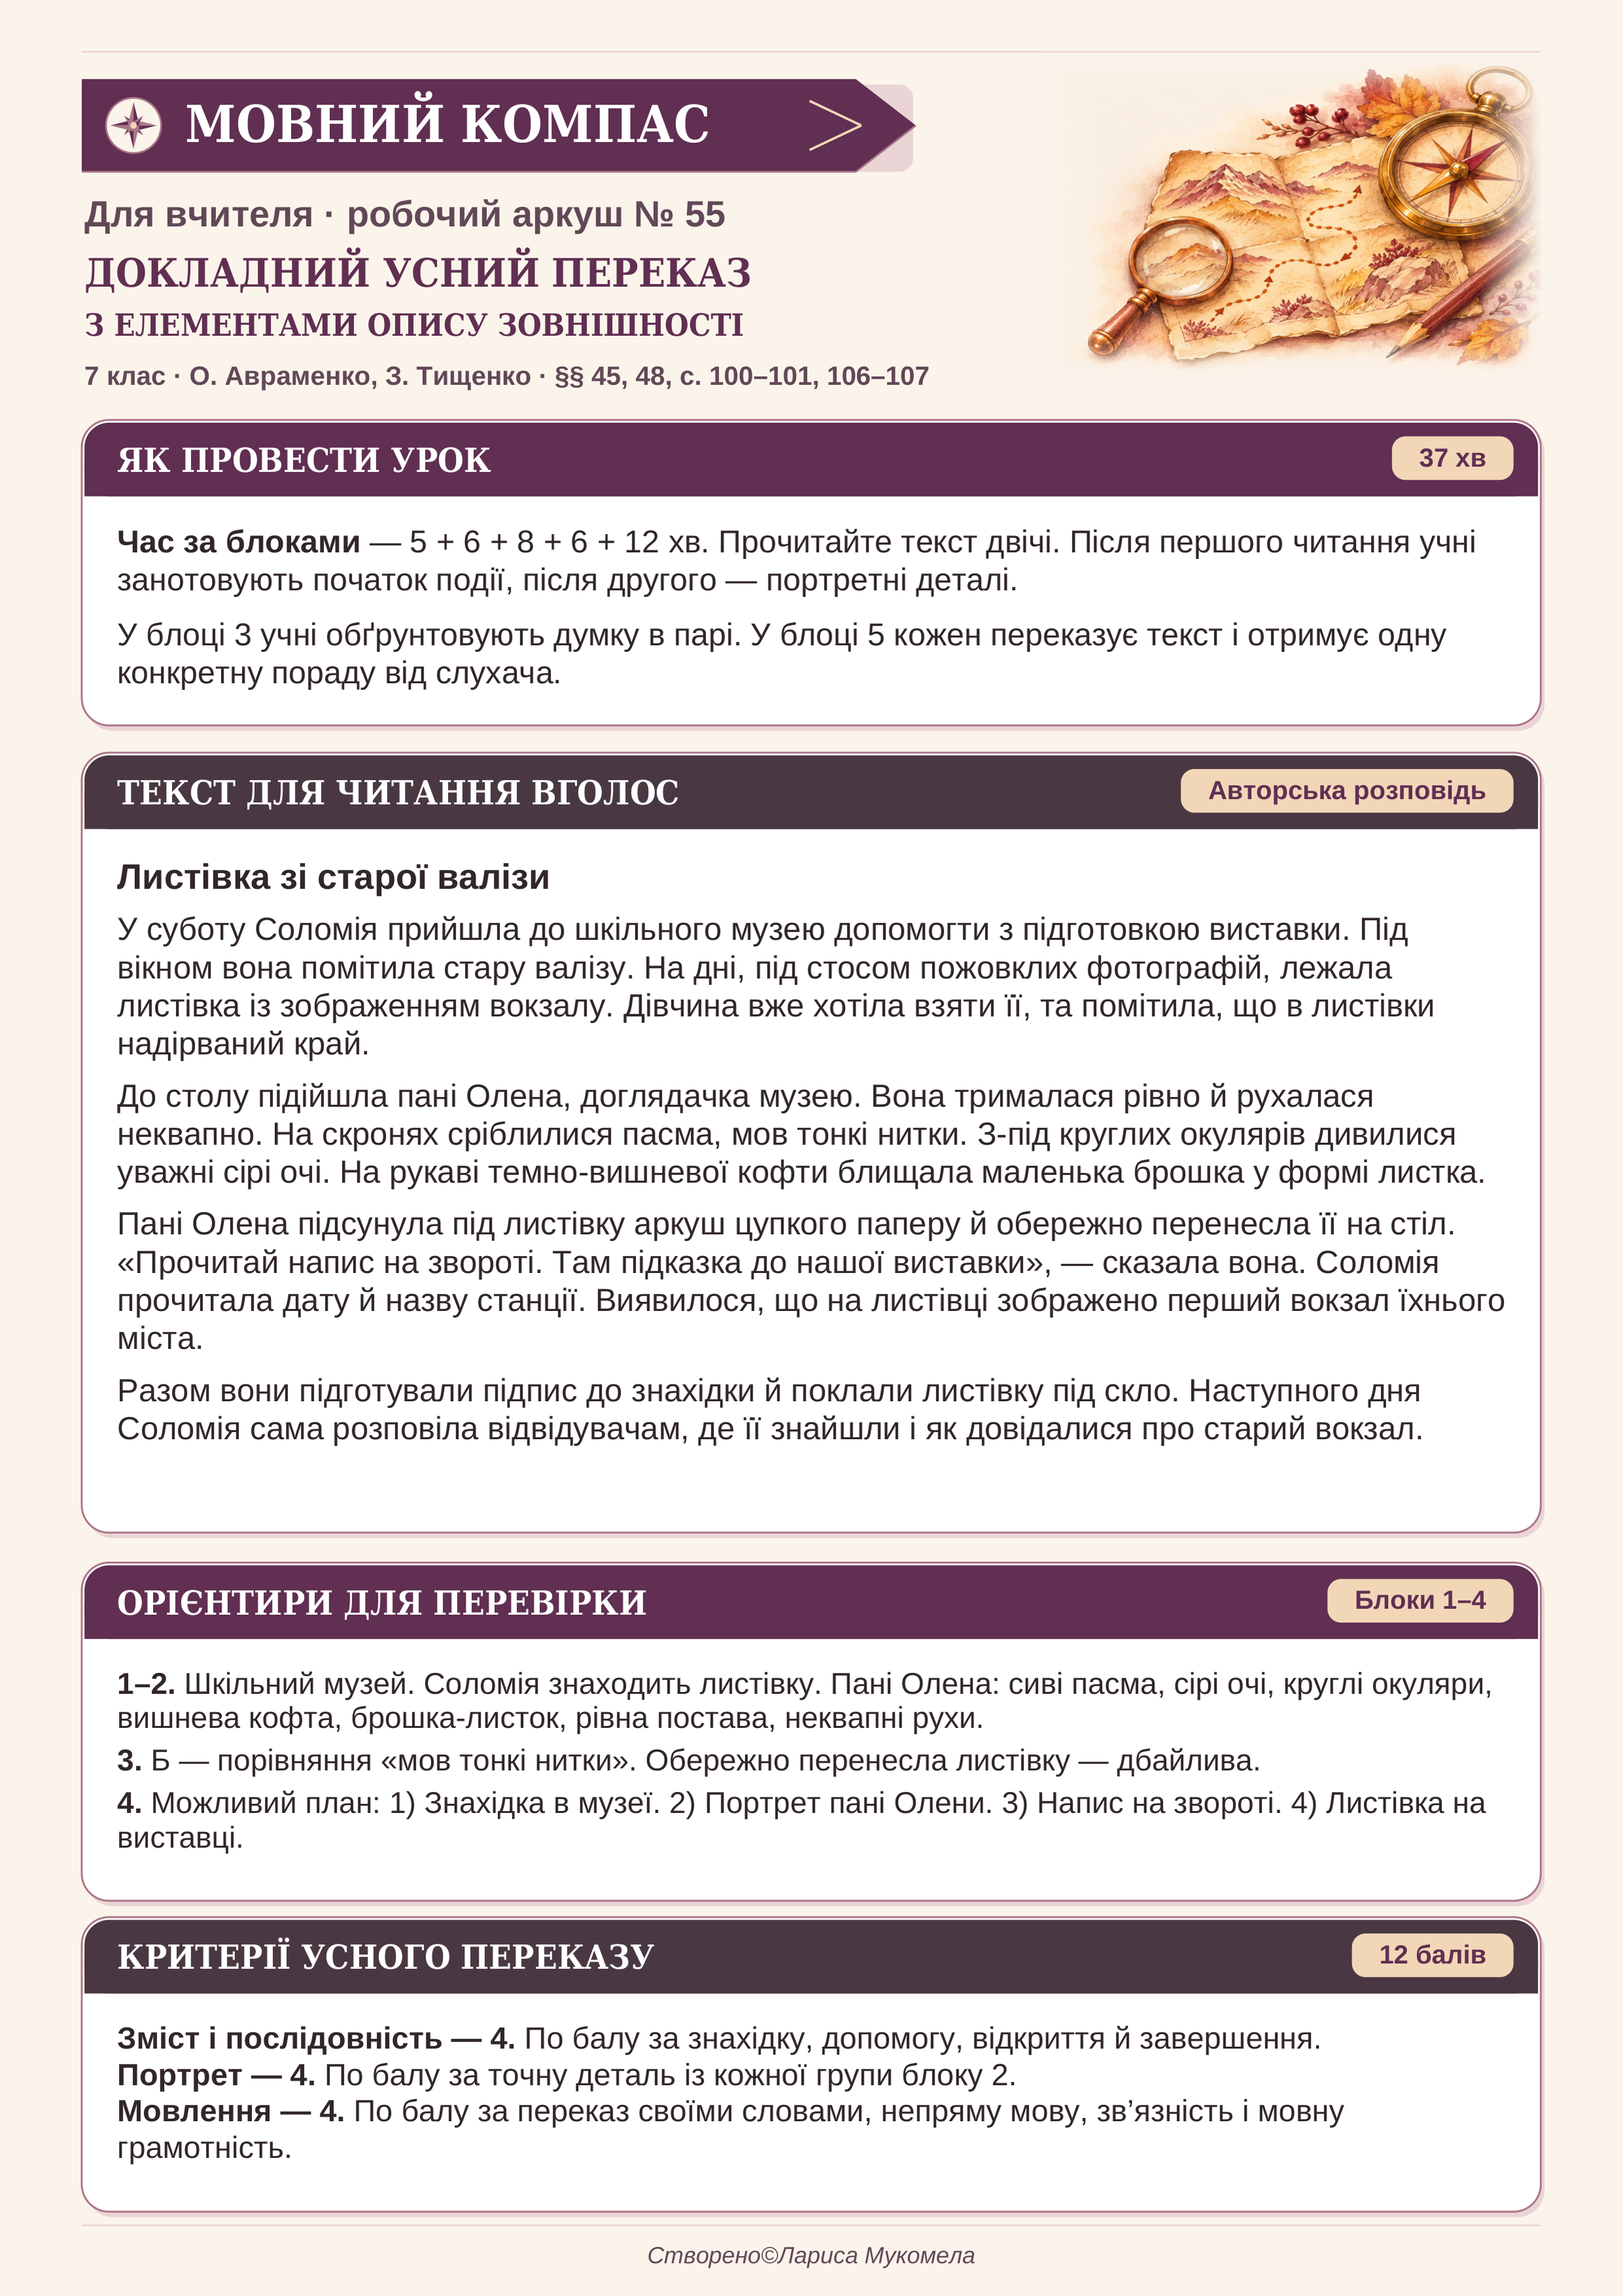 МОВНИЙ КОМПАС
Для вчителя · робочий аркуш № 55
ДОКЛАДНИЙ УСНИЙ ПЕРЕКАЗ
З ЕЛЕМЕНТАМИ ОПИСУ ЗОВНІШНОСТІ
7 клас · О. Авраменко, З. Тищенко · §§ 45, 48, с. 100–101, 106–107
ЯК ПРОВЕСТИ УРОК
37 хв
Час за блоками — 5 + 6 + 8 + 6 + 12 хв. Прочитайте текст двічі. Після першого читання учні
занотовують початок події, після другого — портретні деталі.
У блоці 3 учні обґрунтовують думку в парі. У блоці 5 кожен переказує текст і отримує одну
конкретну пораду від слухача.
ТЕКСТ ДЛЯ ЧИТАННЯ ВГОЛОС
Авторська розповідь
Листівка зі старої валізи
У суботу Соломія прийшла до шкільного музею допомогти з підготовкою виставки. Під
вікном вона помітила стару валізу. На дні, під стосом пожовклих фотографій, лежала
листівка із зображенням вокзалу. Дівчина вже хотіла взяти її, та помітила, що в листівки
надірваний край.
До столу підійшла пані Олена, доглядачка музею. Вона трималася рівно й рухалася
неквапно. На скронях сріблилися пасма, мов тонкі нитки. З-під круглих окулярів дивилися
уважні сірі очі. На рукаві темно-вишневої кофти блищала маленька брошка у формі листка.
Пані Олена підсунула під листівку аркуш цупкого паперу й обережно перенесла її на стіл.
«Прочитай напис на звороті. Там підказка до нашої виставки», — сказала вона. Соломія
прочитала дату й назву станції. Виявилося, що на листівці зображено перший вокзал їхнього
міста.
Разом вони підготували підпис до знахідки й поклали листівку під скло. Наступного дня
Соломія сама розповіла відвідувачам, де її знайшли і як довідалися про старий вокзал.
ОРІЄНТИРИ ДЛЯ ПЕРЕВІРКИ
Блоки 1–4
1–2. Шкільний музей. Соломія знаходить листівку. Пані Олена: сиві пасма, сірі очі, круглі окуляри,
вишнева кофта, брошка-листок, рівна постава, неквапні рухи.
3. Б — порівняння «мов тонкі нитки». Обережно перенесла листівку — дбайлива.
4. Можливий план: 1) Знахідка в музеї. 2) Портрет пані Олени. 3) Напис на звороті. 4) Листівка на
виставці.
КРИТЕРІЇ УСНОГО ПЕРЕКАЗУ
12 балів
Зміст і послідовність — 4. По балу за знахідку, допомогу, відкриття й завершення.
Портрет — 4. По балу за точну деталь із кожної групи блоку 2.
Мовлення — 4. По балу за переказ своїми словами, непряму мову, зв’язність і мовну
грамотність.
Створено©Лариса Мукомела